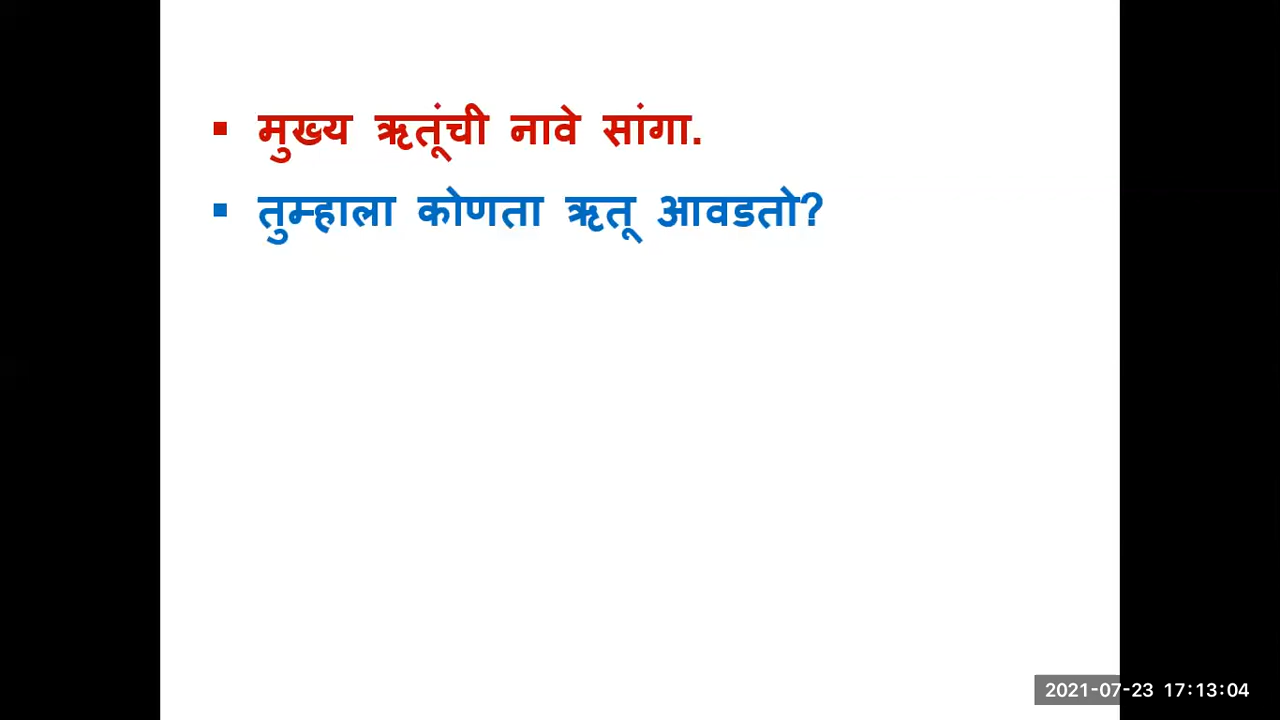 ▪ मुख्य ऋतूंची नावे सांगा.
▪ तुम्हाला कोणता ऋतू आवडतो?
2021-07-23 17:13:04